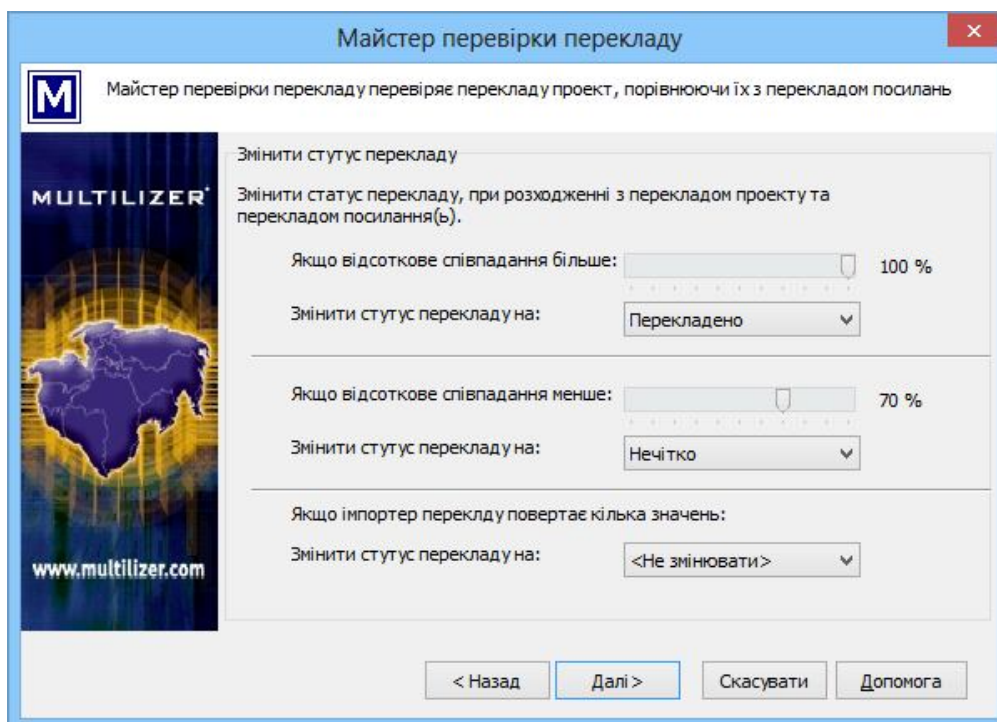 Майстер перевірки перекладу
M
Майстер перевірки перекладу перевіряє перекладу проект, порівнюючи їх з перекладом посилань
MULTILIZER
www.multilizer.com
Змінити стутус перекладу
Змінити статус перекладу, при розходженні з перекладом проекту та
перекладом посилання(ь).
Якщо відсоткове співпадання більше: 100 %
Змінити стутус перекладу на: Перекладено
Якщо відсоткове співпадання менше: 70 %
Змінити стутус перекладу на: Нечітко
Якщо імпортер переклду повертає кілька значень:
Змінити стутус перекладу на: <Не змінювати>
< Назад Далі > Скасувати Допомога